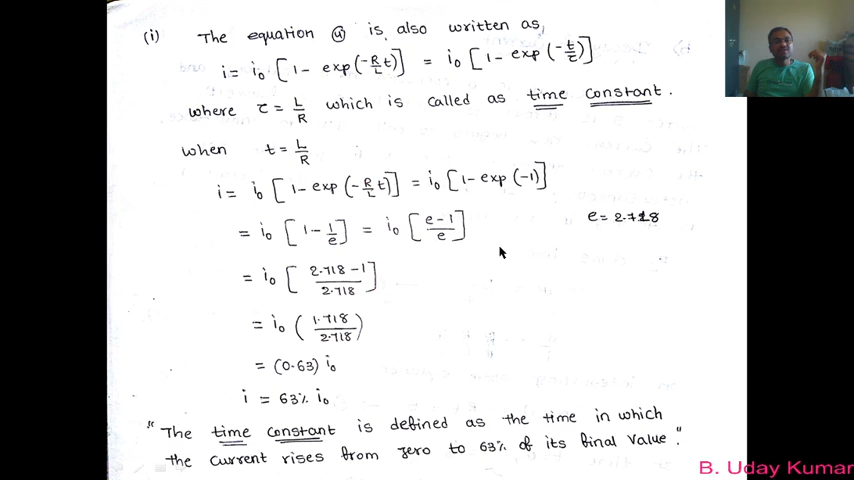 (i) The equation (4) is also written as,
i = i₀ [1 - exp(-R/L t)] = i₀ [1 - exp(-t/τ)]
where τ = L/R which is called as time constant.
when t = L/R
i = i₀ [1 - exp(-R/L t)] = i₀ [1 - exp(-1)]
= i₀ [1 - 1/e] = i₀ [(e-1)/e]
e = 2.718
= i₀ [(2.718 - 1)/2.718]
= i₀ (1.718/2.718)
= (0.63) i₀
i = 63% i₀
"The time constant is defined as the time in which
the current rises from zero to 63% of its final value."
B. Uday Kumar